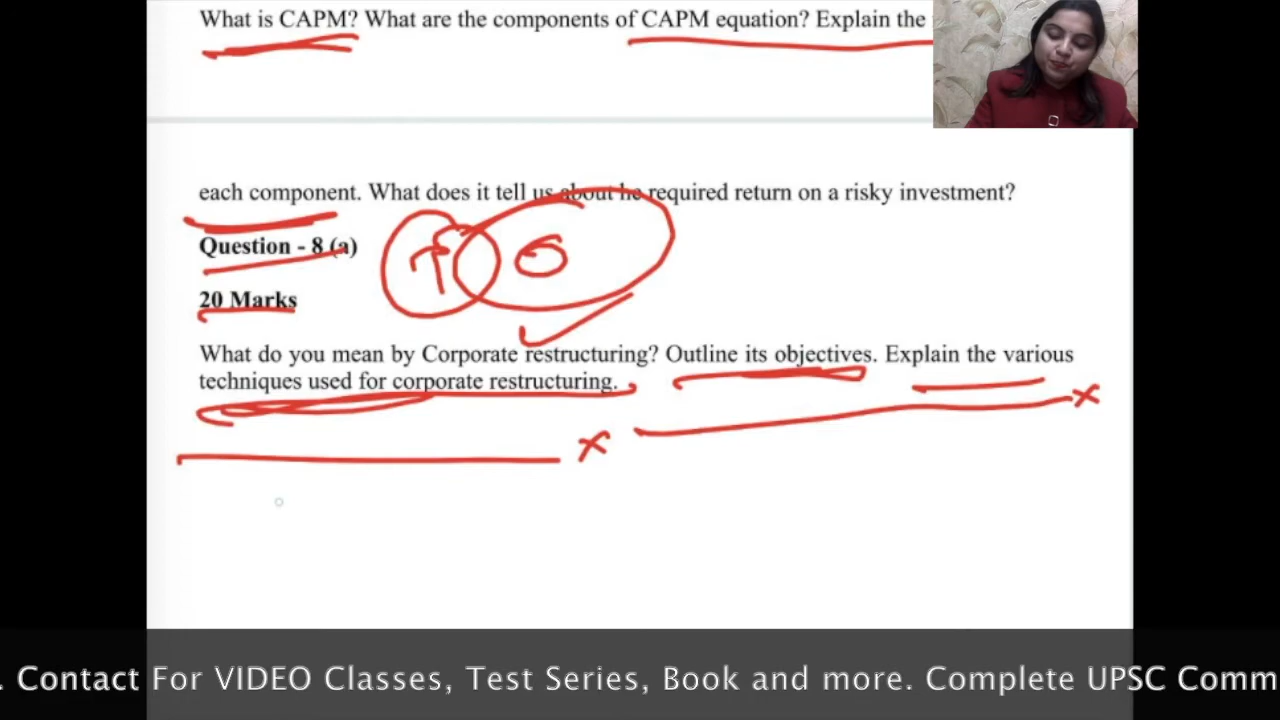 What is CAPM? What are the components of CAPM equation? Explain the
each component. What does it tell us about he required return on a risky investment?
Question - 8 (a)
20 Marks
What do you mean by Corporate restructuring? Outline its objectives. Explain the various
techniques used for corporate restructuring.
. Contact For VIDEO Classes, Test Series, Book and more. Complete UPSC Comm